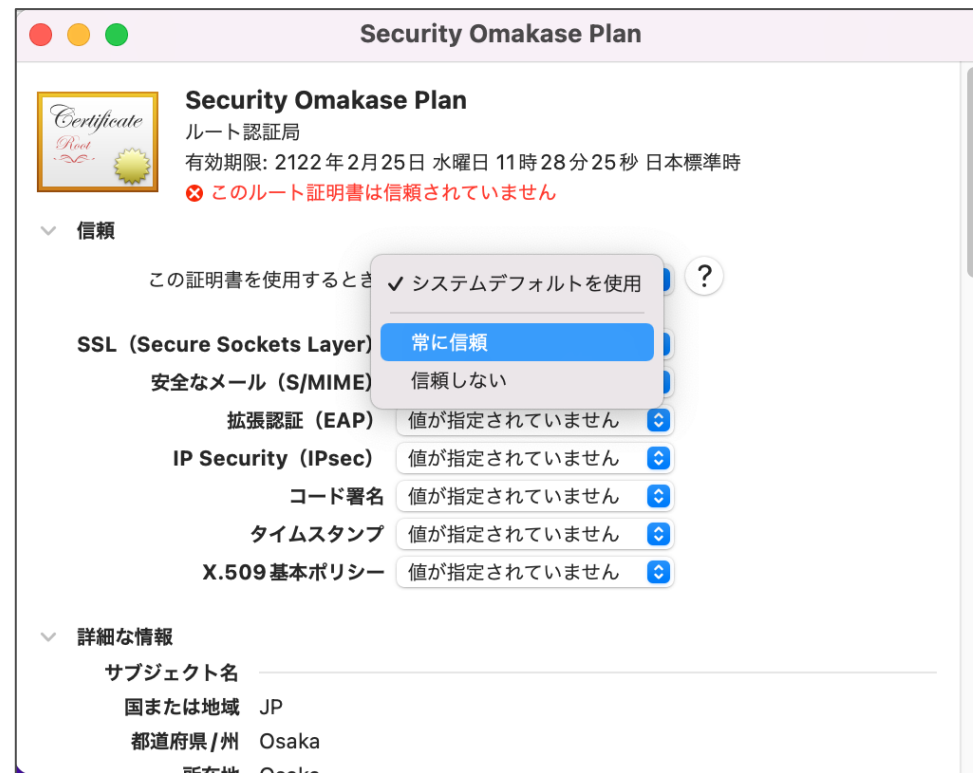 Security Omakase Plan
Certificate
Root
Security Omakase Plan
ルート認証局
有効期限: 2122年2月25日 水曜日 11時28分25秒 日本標準時
このルート証明書は信頼されていません
信頼
この証明書を使用するとき
✓ システムデフォルトを使用
?
常に信頼
信頼しない
SSL（Secure Sockets Layer）
安全なメール（S/MIME）
拡張認証（EAP） 値が指定されていません
IP Security（IPsec） 値が指定されていません
コード署名 値が指定されていません
タイムスタンプ 値が指定されていません
X.509基本ポリシー 値が指定されていません
詳細な情報
サブジェクト名
国または地域 JP
都道府県/州 Osaka
所在地 Osaka